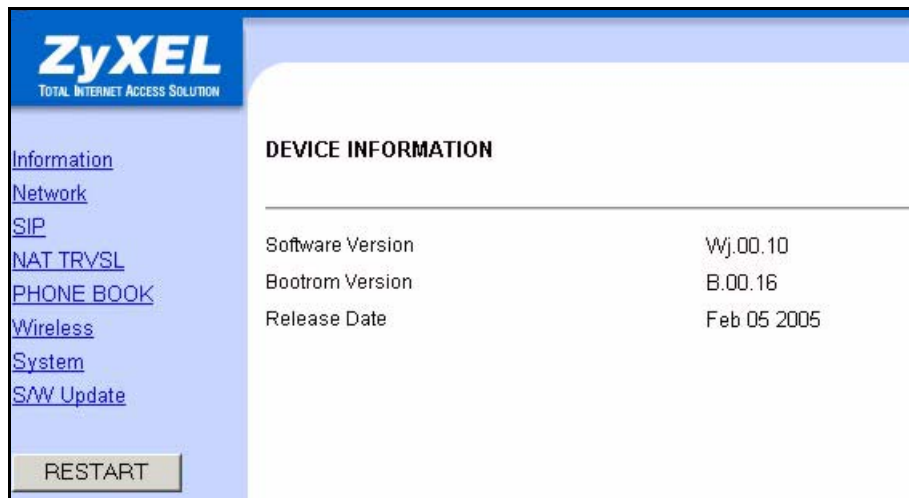 ZyXEL
TOTAL INTERNET ACCESS SOLUTION
Information
Network
SIP
NAT TRVSL
PHONE BOOK
Wireless
System
S/W Update
RESTART
DEVICE INFORMATION
Software Version Wj.00.10
Bootrom Version B.00.16
Release Date Feb 05 2005